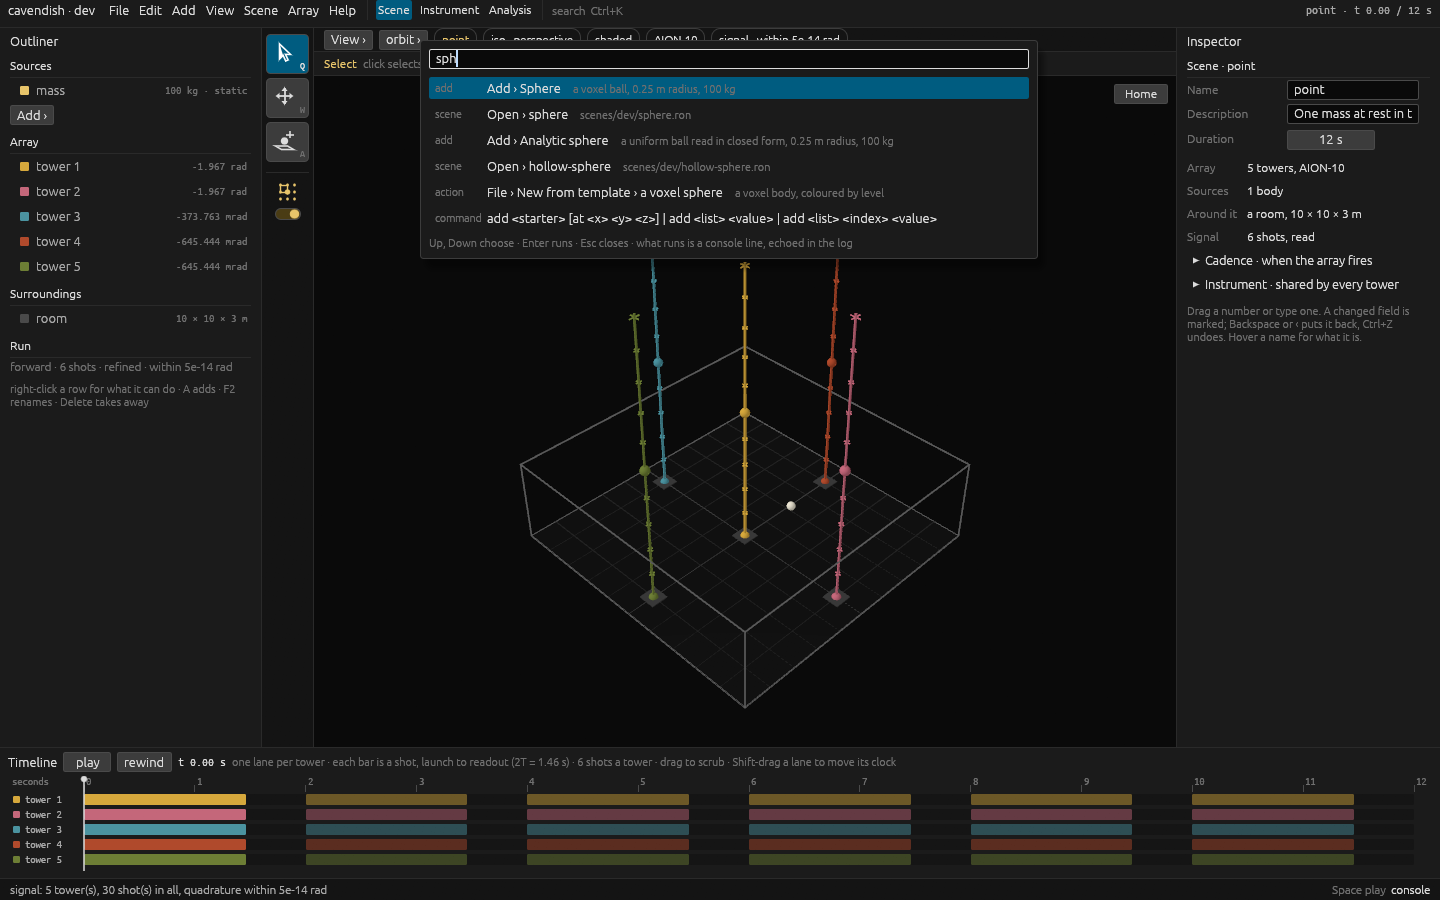 cavendish · dev File Edit Add View Scene Array Help Scene Instrument Analysis search Ctrl+K point · t 0.00 / 12 s
Outliner
Sources
mass 100 kg · static
Add ›
Array
tower 1 -1.967 rad
tower 2 -1.967 rad
tower 3 -373.763 mrad
tower 4 -645.444 mrad
tower 5 -645.444 mrad
Surroundings
room 10 × 10 × 3 m
Run
forward · 6 shots · refined · within 5e-14 rad
right-click a row for what it can do · A adds · F2
renames · Delete takes away
Q
W
A
View › orbit › point iso · perspective shaded AION-10 signal · within 5e-14 rad
Select click selects
Home
sph
add Add › Sphere a voxel ball, 0.25 m radius, 100 kg
scene Open › sphere scenes/dev/sphere.ron
add Add › Analytic sphere a uniform ball read in closed form, 0.25 m radius, 100 kg
scene Open › hollow-sphere scenes/dev/hollow-sphere.ron
action File › New from template › a voxel sphere a voxel body, coloured by level
command add <starter> [at <x> <y> <z>] | add <list> <value> | add <list> <index> <value>
Up, Down choose · Enter runs · Esc closes · what runs is a console line, echoed in the log
Inspector
Scene · point
Name point
Description One mass at rest in t
Duration 12 s
Array 5 towers, AION-10
Sources 1 body
Around it a room, 10 × 10 × 3 m
Signal 6 shots, read
► Cadence · when the array fires
► Instrument · shared by every tower
Drag a number or type one. A changed field is
marked; Backspace or ‹ puts it back, Ctrl+Z
undoes. Hover a name for what it is.
Timeline play rewind t 0.00 s one lane per tower · each bar is a shot, launch to readout (2T = 1.46 s) · 6 shots a tower · drag to scrub · Shift-drag a lane to move its clock
seconds 0 1 2 3 4 5 6 7 8 9 10 11 12
tower 1
tower 2
tower 3
tower 4
tower 5
signal: 5 tower(s), 30 shot(s) in all, quadrature within 5e-14 rad Space play console